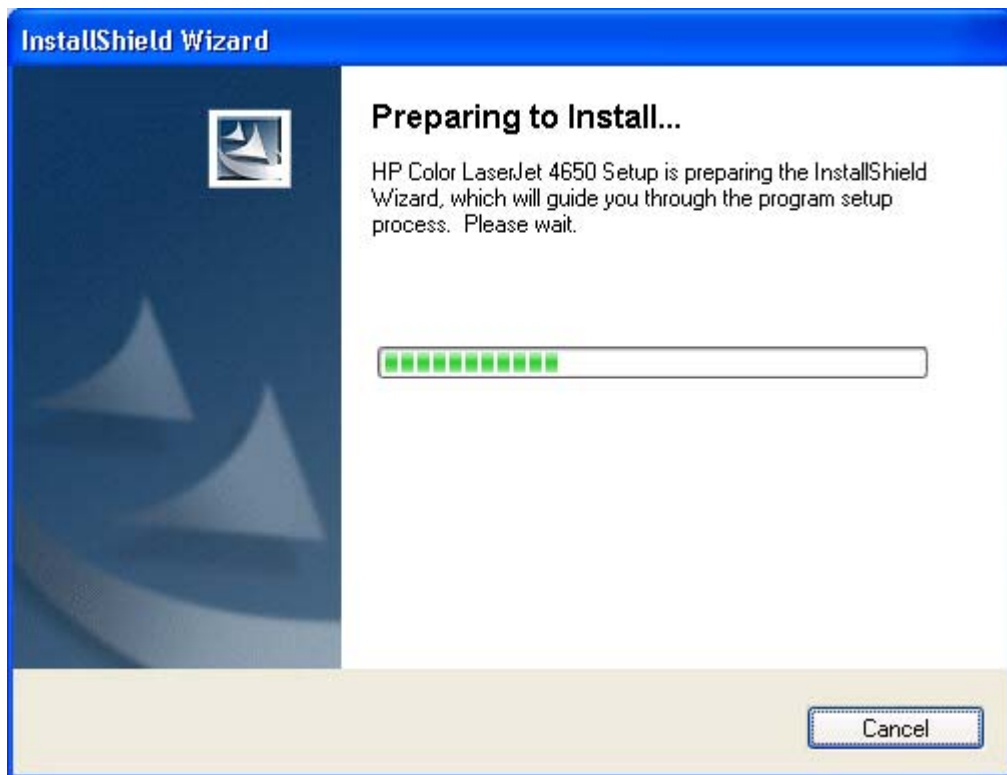 InstallShield Wizard
Preparing to Install...
HP Color LaserJet 4650 Setup is preparing the InstallShield
Wizard, which will guide you through the program setup
process.  Please wait.
Cancel